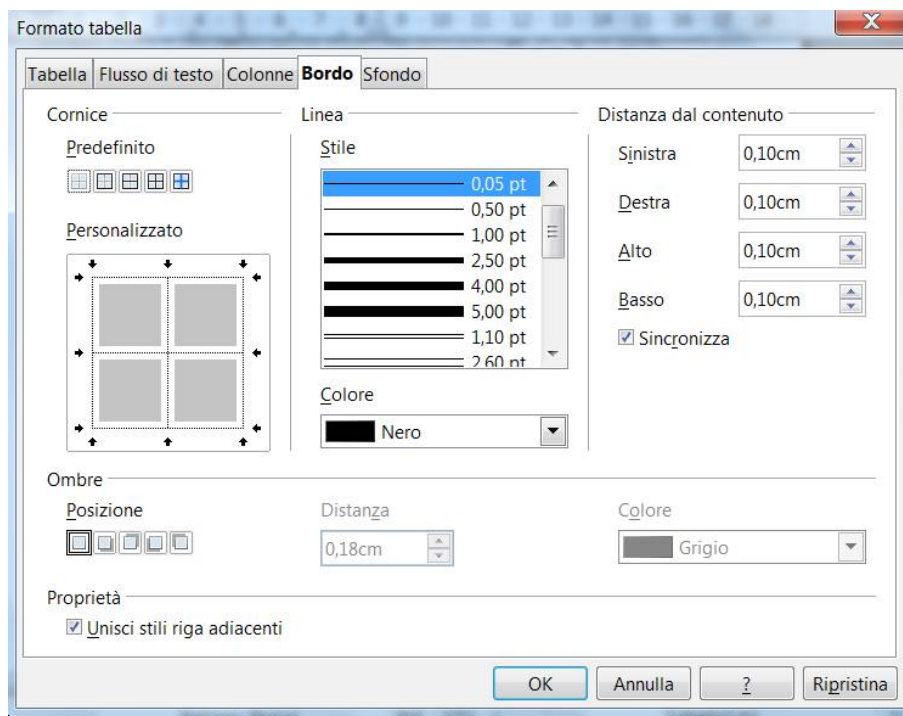 Formato tabella
Tabella Flusso di testo Colonne Bordo Sfondo
Cornice
Predefinito
Personalizzato
Linea
Stile
0,05 pt
0,50 pt
1,00 pt
2,50 pt
4,00 pt
5,00 pt
1,10 pt
2,60 pt
Colore
Nero
Distanza dal contenuto
Sinistra 0,10cm
Destra 0,10cm
Alto 0,10cm
Basso 0,10cm
Sincronizza
Ombre
Posizione
Distanza
0,18cm
Colore
Grigio
Proprietà
Unisci stili riga adiacenti
OK Annulla ? Ripristina